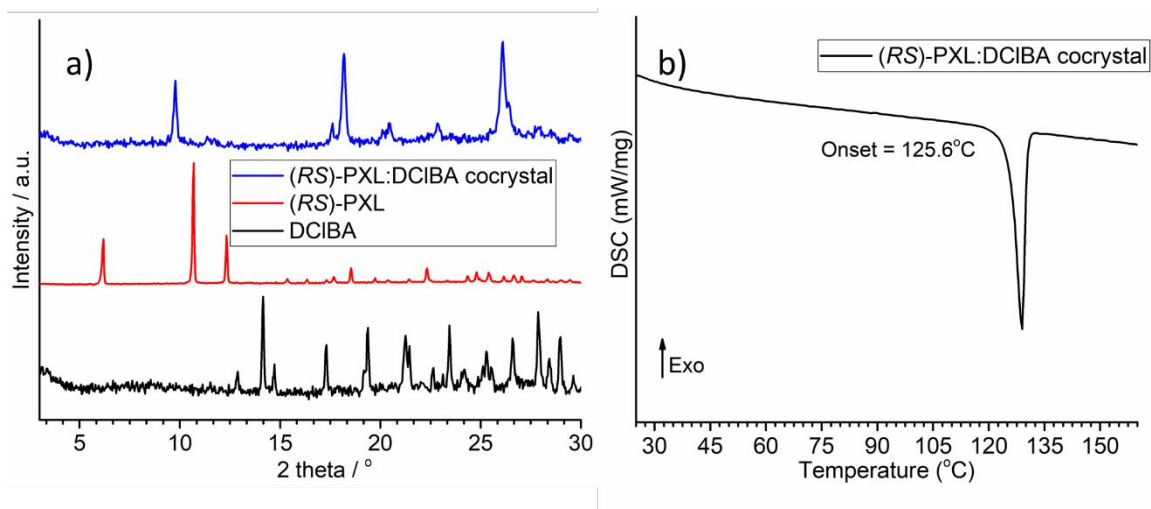 a)
(RS)-PXL:DClBA cocrystal
(RS)-PXL
DClBA
Intensity / a.u.
5 10 15 20 25 30
2 theta / °
b)
(RS)-PXL:DClBA cocrystal
Onset = 125.6°C
Exo
DSC (mW/mg)
30 45 60 75 90 105 120 135 150
Temperature (°C)